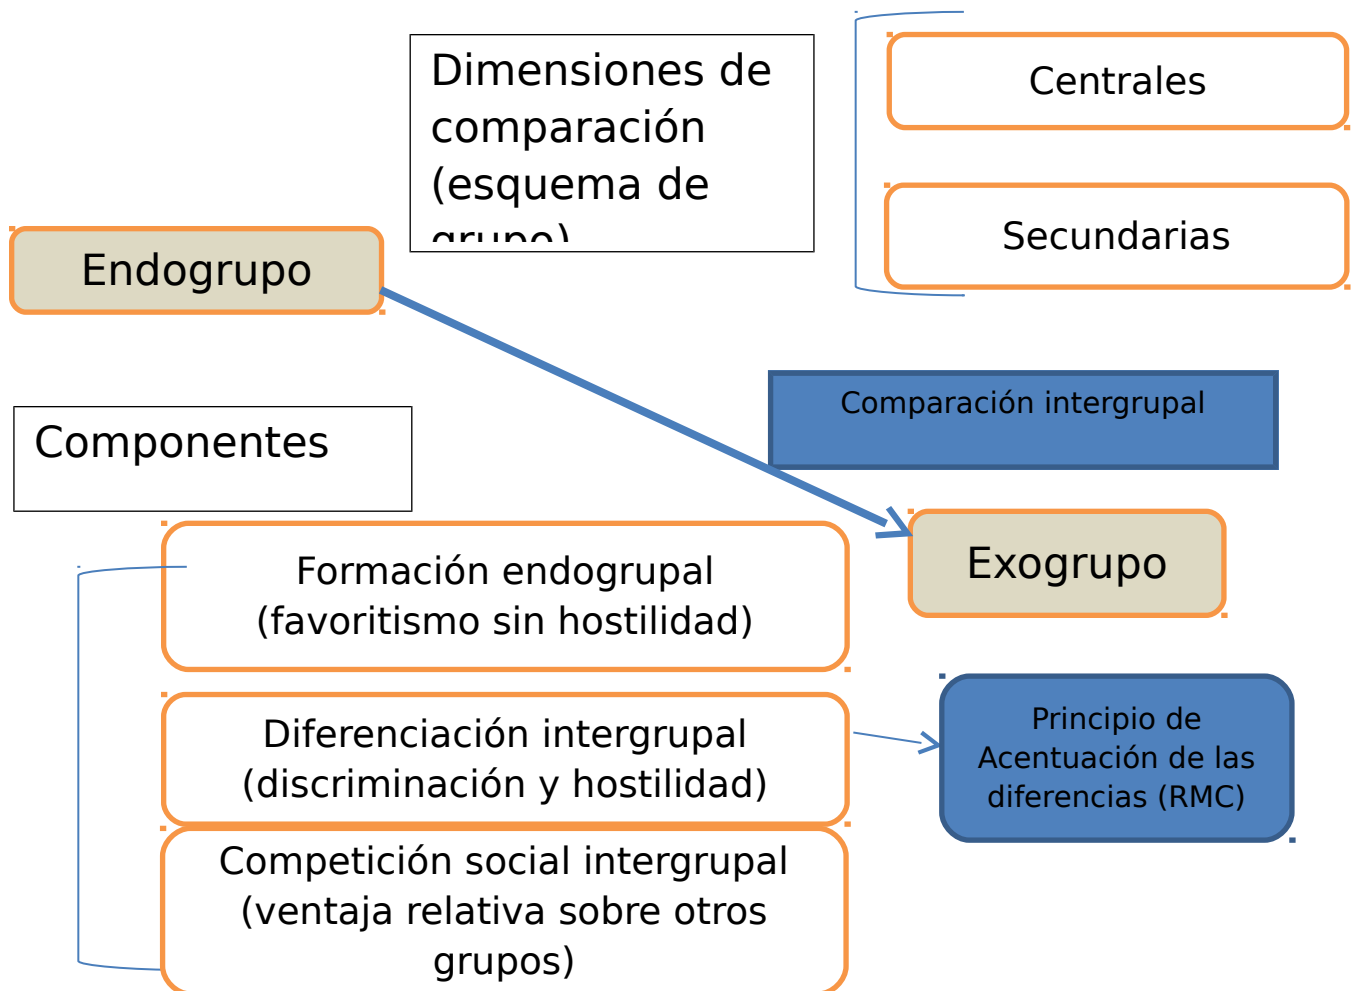 Dimensiones de
comparación
(esquema de
grupo)
Centrales
Secundarias
Endogrupo
Comparación intergrupal
Componentes
Exogrupo
Formación endogrupal
(favoritismo sin hostilidad)
Diferenciación intergrupal
(discriminación y hostilidad)
Principio de
Acentuación de las
diferencias (RMC)
Competición social intergrupal
(ventaja relativa sobre otros
grupos)